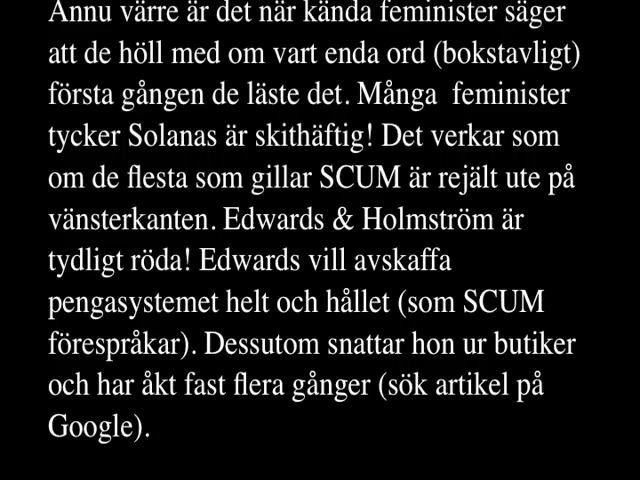 Ännu värre är det när kända feminister säger
att de höll med om vart enda ord (bokstavligt)
första gången de läste det. Många  feminister
tycker Solanas är skithäftig! Det verkar som
om de flesta som gillar SCUM är rejält ute på
vänsterkanten. Edwards & Holmström är
tydligt röda! Edwards vill avskaffa
pengasystemet helt och hållet (som SCUM
förespråkar). Dessutom snattar hon ur butiker
och har åkt fast flera gånger (sök artikel på
Google).